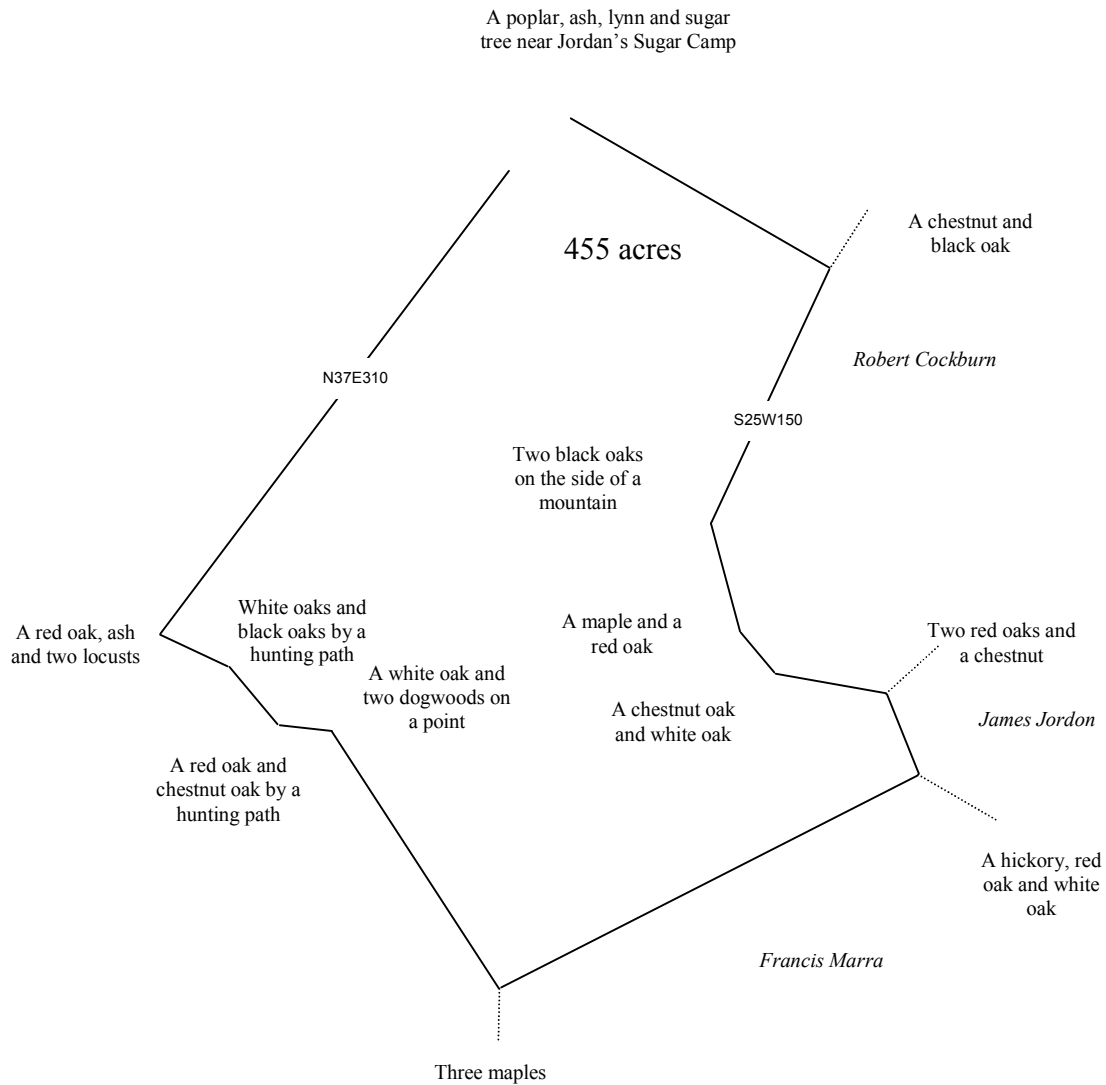 A poplar, ash, lynn and sugar
tree near Jordan’s Sugar Camp
A chestnut and
black oak
455 acres
Robert Cockburn
N37E310
S25W150
Two black oaks
on the side of a
mountain
White oaks and
black oaks by a
hunting path
A maple and a
red oak
A red oak, ash
and two locusts
Two red oaks and
a chestnut
A white oak and
two dogwoods on
a point
A chestnut oak
and white oak
James Jordon
A red oak and
chestnut oak by a
hunting path
A hickory, red
oak and white
oak
Francis Marra
Three maples